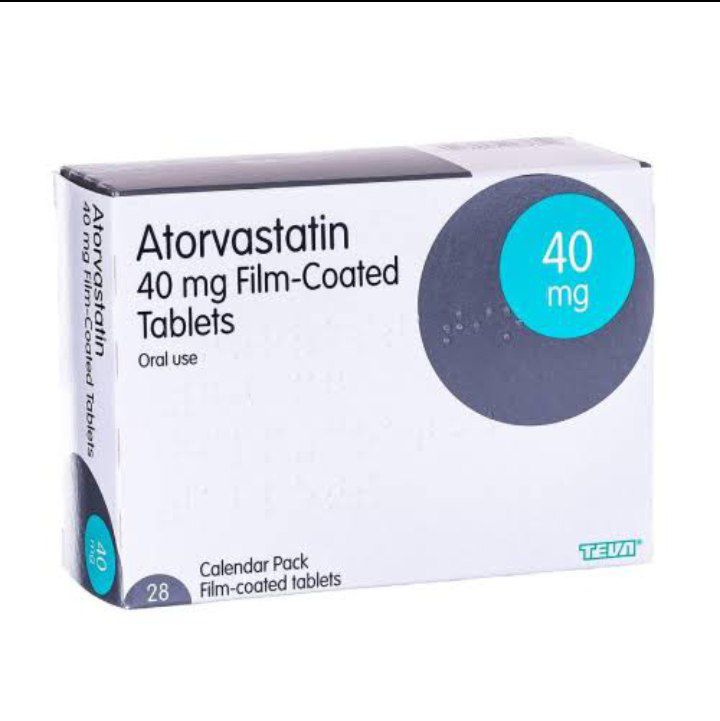 Atorvastatin
40 mg Film-Coated
Tablets
Oral use
40
mg
28
Calendar Pack
Film-coated tablets
TEVA®
Atorvastatin
40 mg Film-Coated Tablets
40
mg